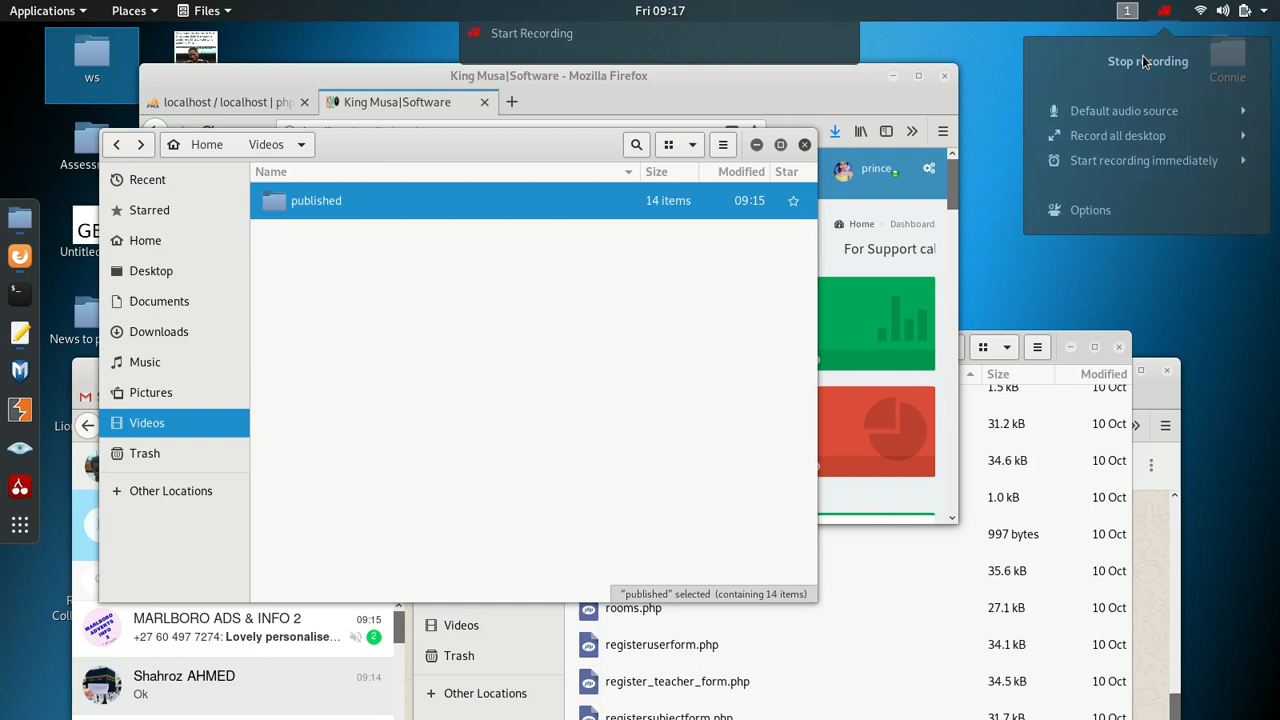 Applications
Places
Files
Fri 09:17
1
Start Recording
Stop recording
Default audio source
Record all desktop
Start recording immediately
Options
Connie
ws
Assess
Untitled
News to p
King Musa|Software - Mozilla Firefox
localhost / localhost | php
King Musa|Software
prince
Home
Dashboard
For Support cal
Home
Videos
Name
Size
Modified
Star
published
14 items
09:15
Recent
Starred
Home
Desktop
Documents
Downloads
Music
Pictures
Videos
Trash
Other Locations
"published" selected (containing 14 items)
Size
Modified
1.5 kB
10 Oct
31.2 kB
10 Oct
34.6 kB
10 Oct
1.0 kB
10 Oct
997 bytes
10 Oct
35.6 kB
10 Oct
rooms.php
27.1 kB
10 Oct
registeruserform.php
34.1 kB
10 Oct
register_teacher_form.php
34.5 kB
10 Oct
registersubjectform.php
31.7 kB
10 Oct
Videos
Trash
Other Locations
MARLBORO ADS & INFO 2
09:15
+27 60 497 7274: Lovely personalise…
2
Shahroz AHMED
09:14
Ok